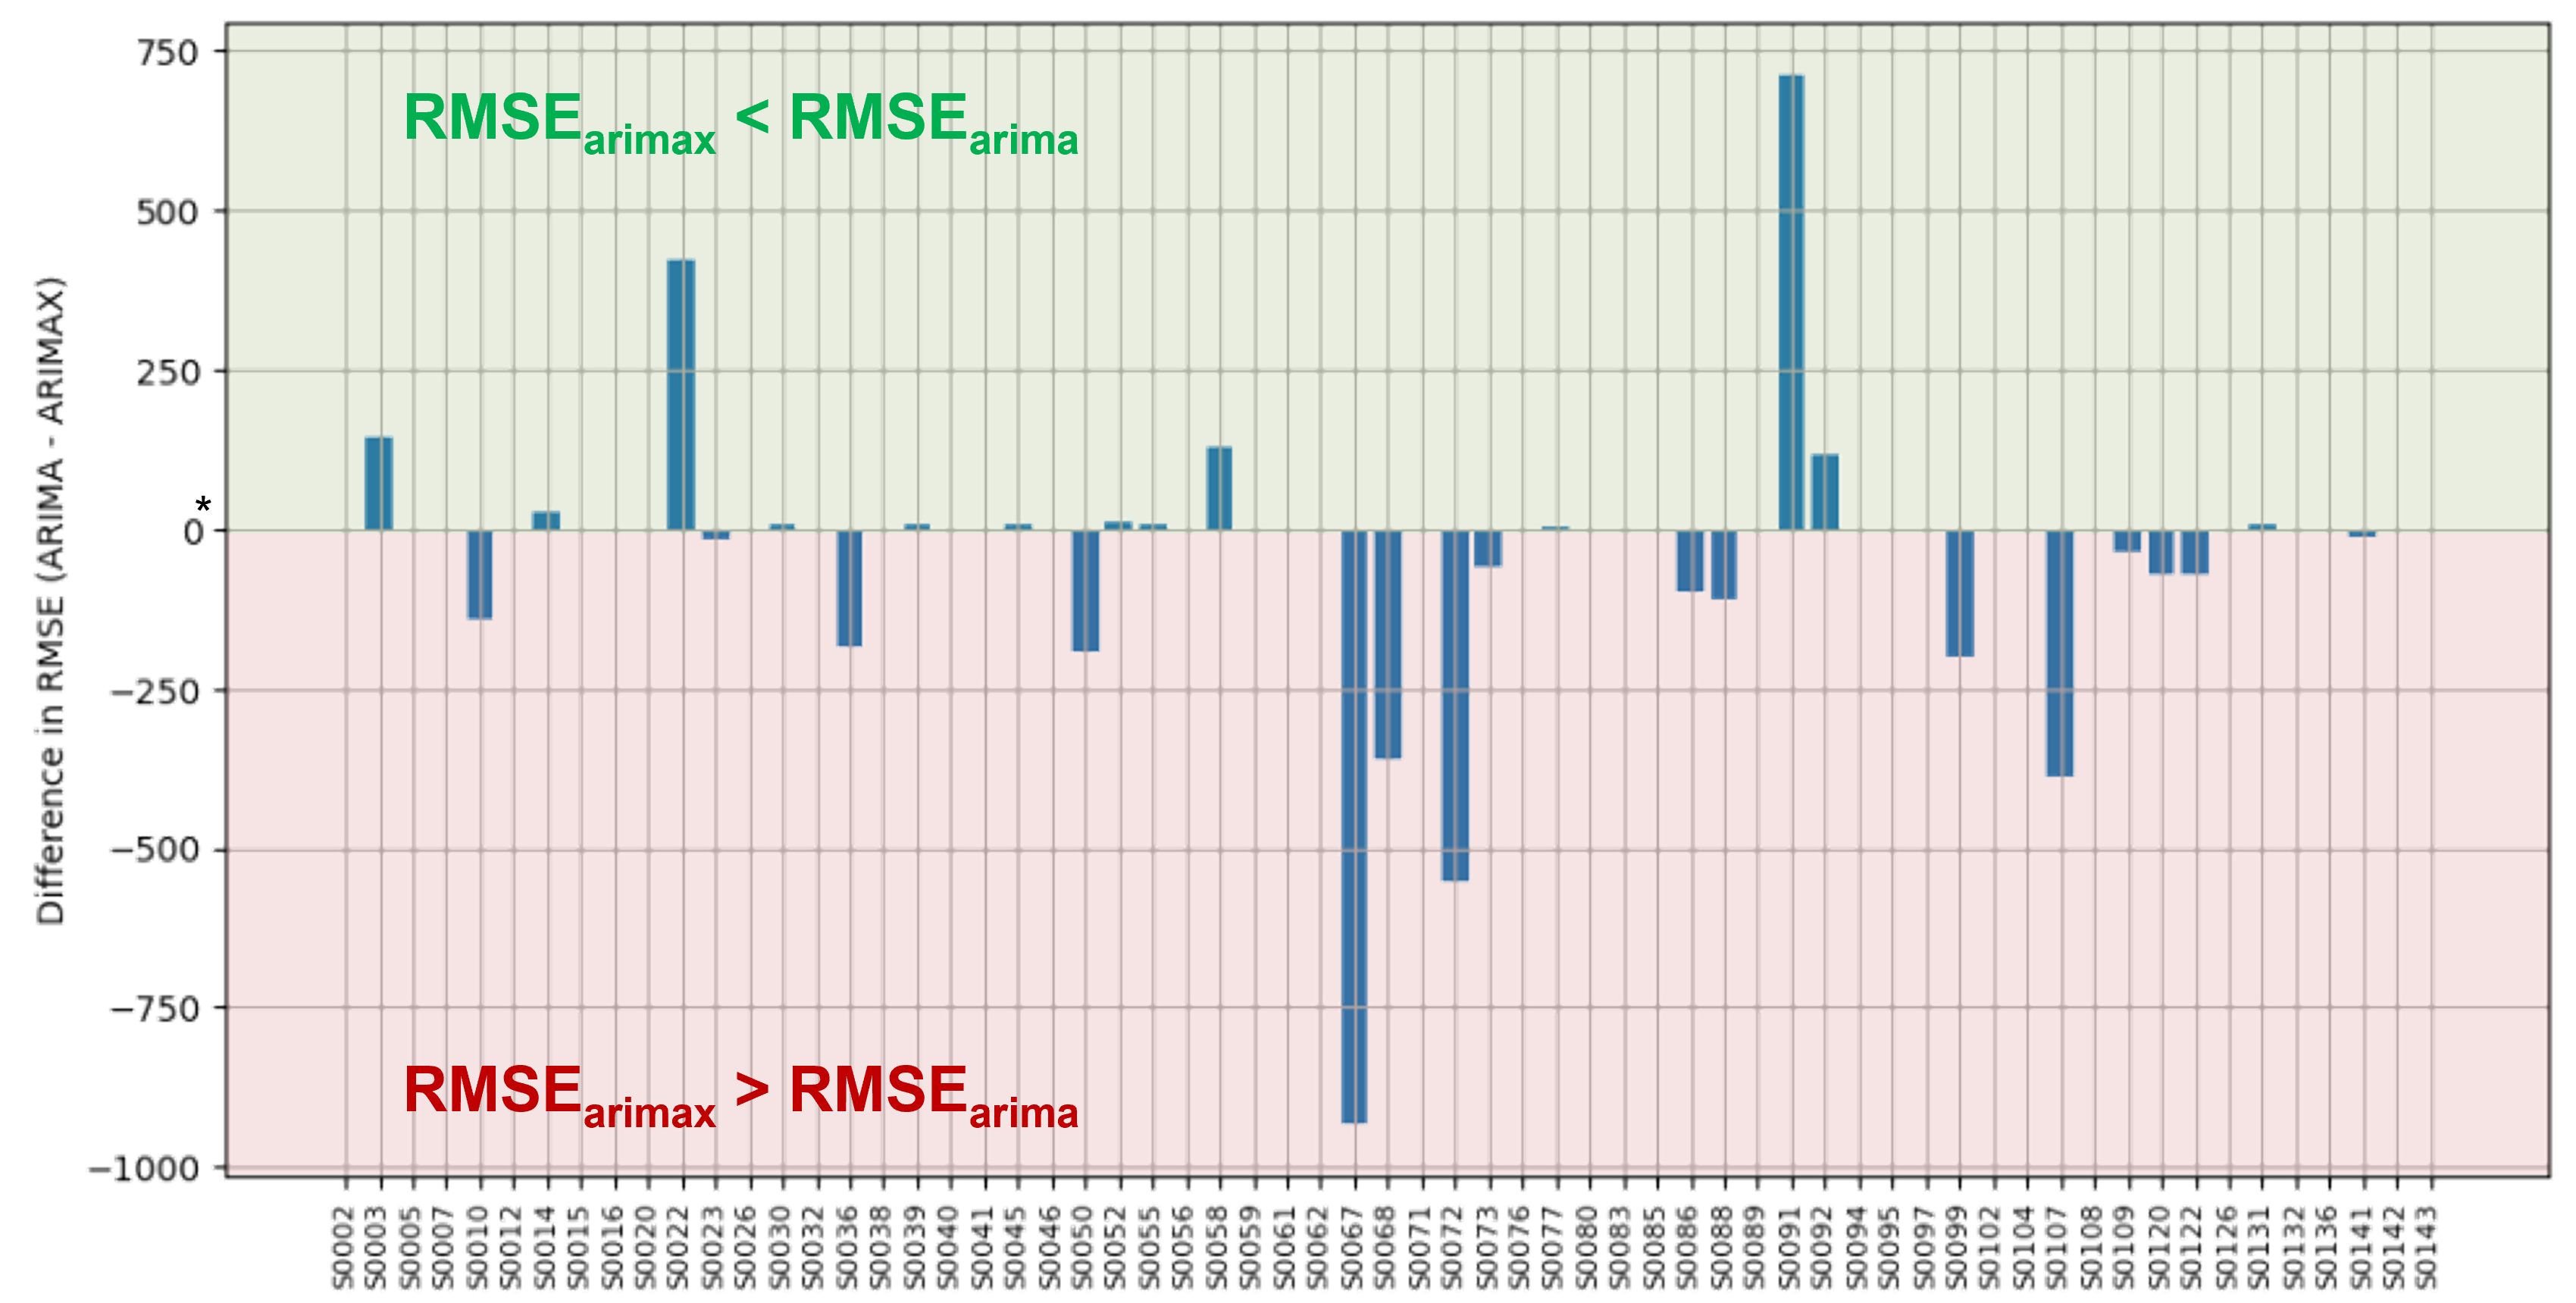 750
RMSEarimax < RMSEarima
500
250
*
0
−250
−500
−750
RMSEarimax > RMSEarima
−1000
Difference in RMSE (ARIMA - ARIMAX)
S0002 S0003 S0005 S0007 S0010 S0012 S0014 S0015 S0016 S0020 S0022 S0023 S0026 S0030 S0032 S0036 S0038 S0039 S0040 S0041 S0045 S0046 S0050 S0052 S0055 S0056 S0058 S0059 S0061 S0062 S0067 S0068 S0071 S0072 S0073 S0076 S0077 S0080 S0083 S0085 S0086 S0088 S0089 S0091 S0092 S0094 S0095 S0097 S0099 S0102 S0104 S0107 S0108 S0109 S0120 S0122 S0126 S0131 S0132 S0136 S0141 S0142 S0143